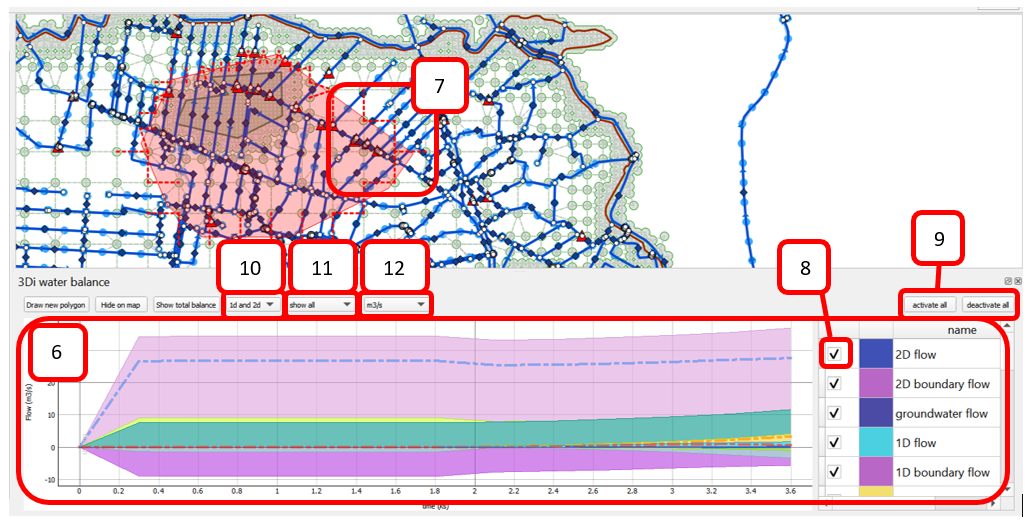 7
10
11
12
8
9
3Di water balance
Draw new polygon
Hide on map
Show total balance
1d and 2d
show all
m3/s
activate all
deactivate all
6
name
2D flow
2D boundary flow
groundwater flow
1D flow
1D boundary flow
Flow (m3/s)
20
10
0
-10
0
0.2
0.4
0.6
0.8
1
1.2
1.4
1.6
1.8
2
2.2
2.4
2.6
2.8
3
3.2
3.4
3.6
time (ks)